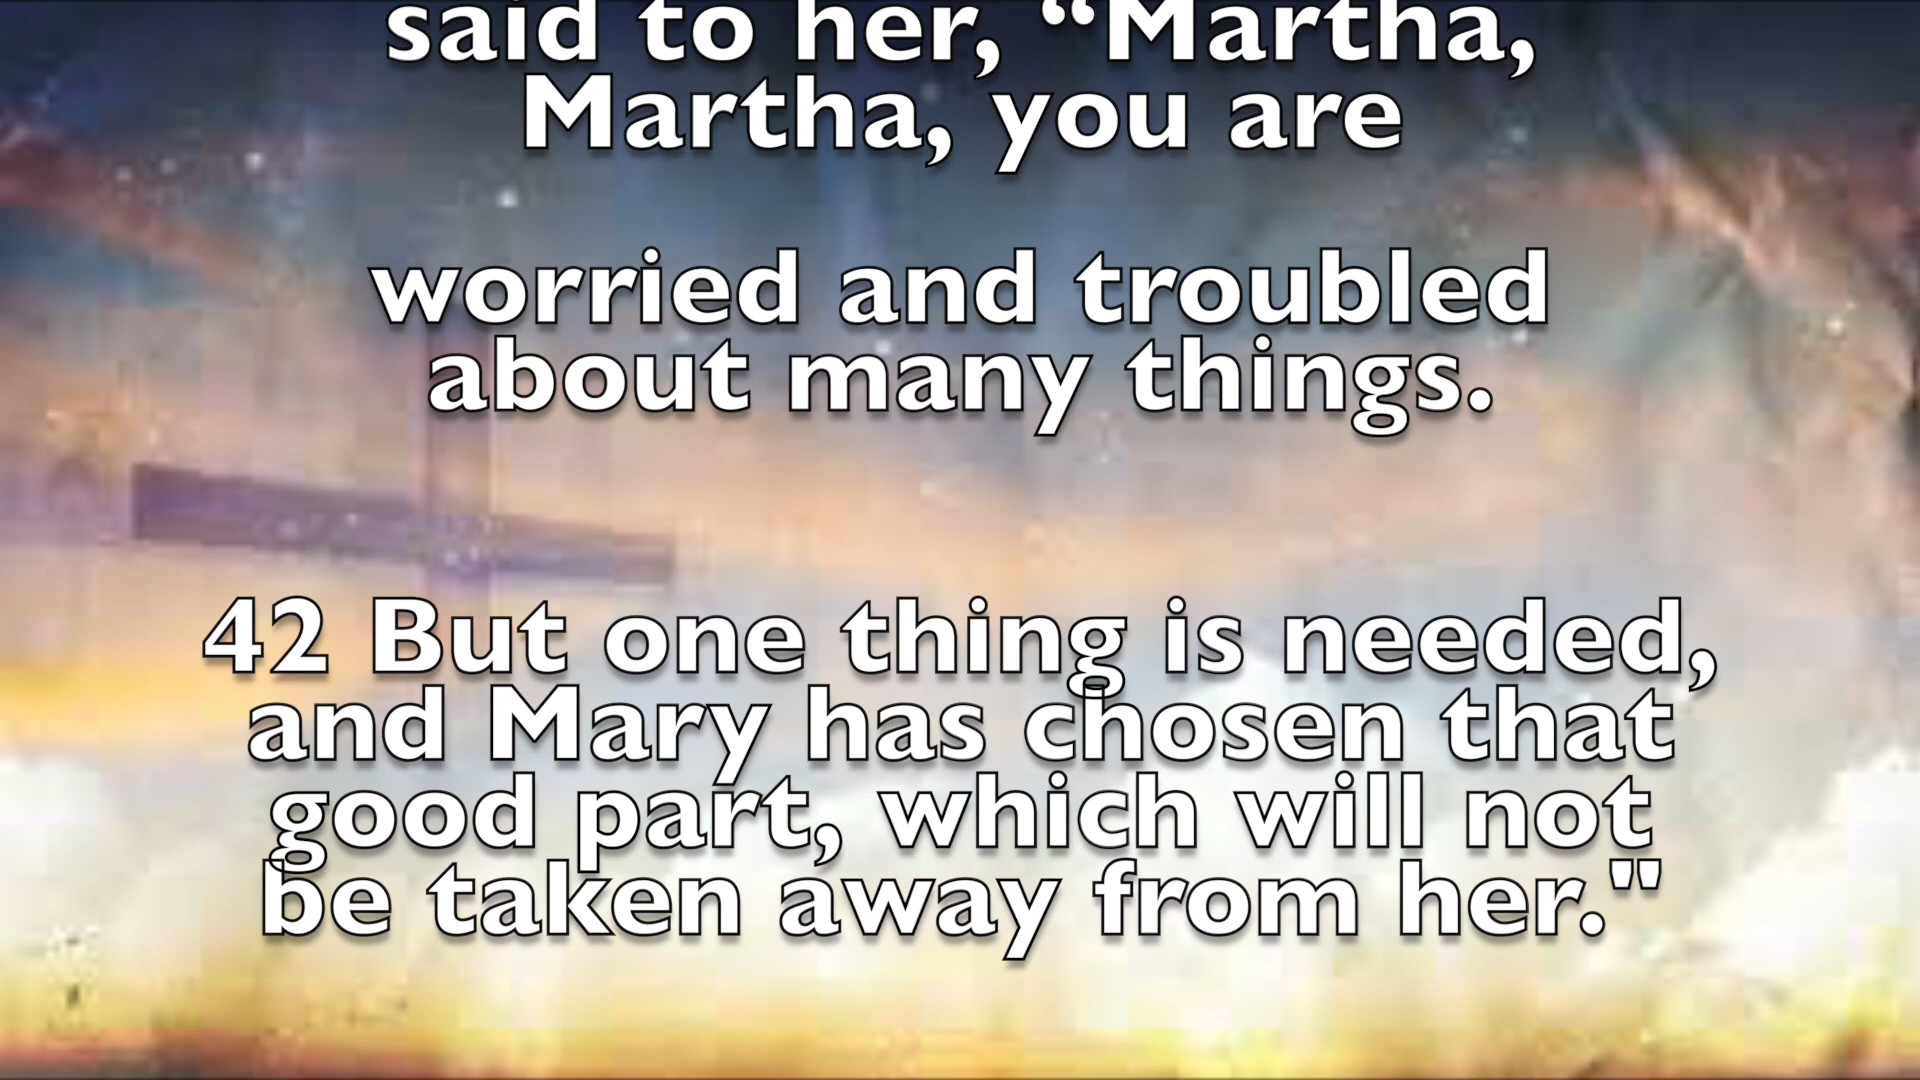 said to her, “Martha,
Martha, you are
worried and troubled
about many things.
42 But one thing is needed,
and Mary has chosen that
good part, which will not
be taken away from her."